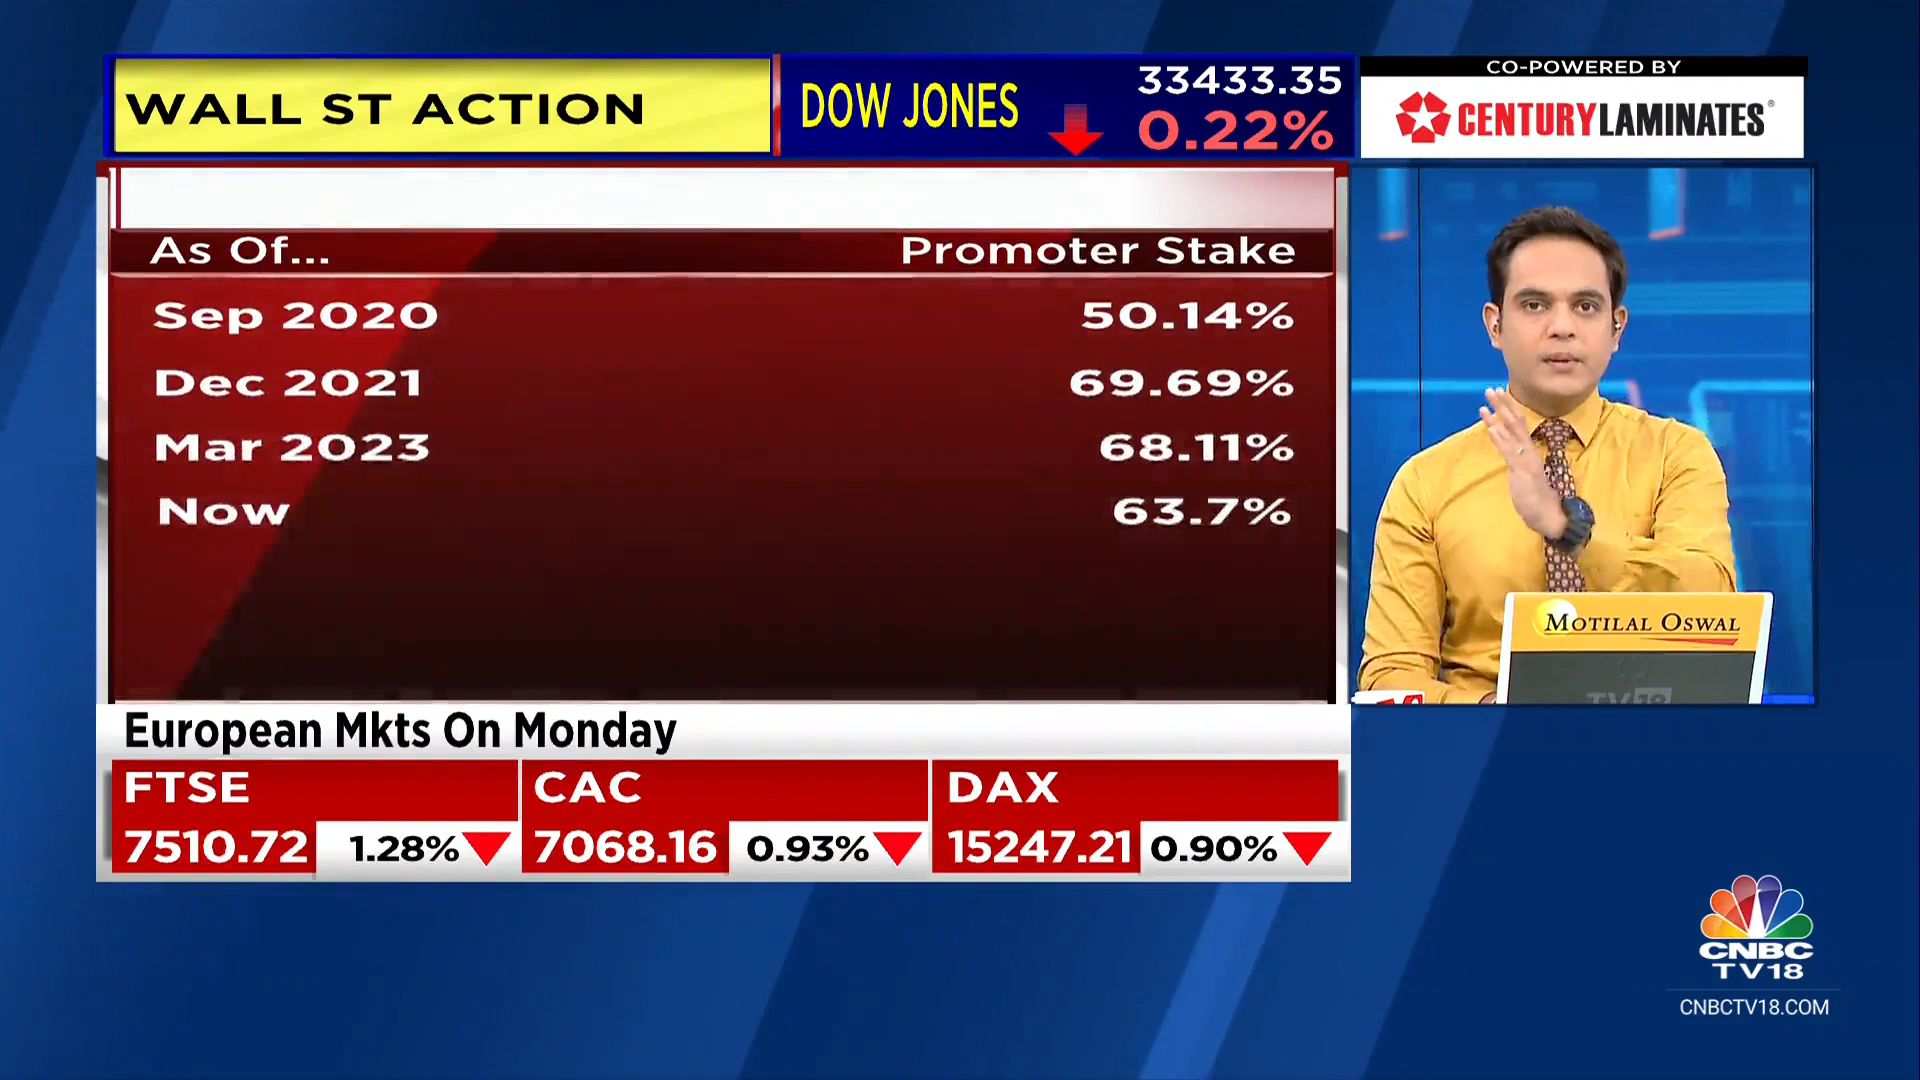 WALL ST ACTION
DOW JONES
33433.35
0.22%
CO-POWERED BY
CENTURYLAMINATES®
As Of... Promoter Stake
Sep 2020 50.14%
Dec 2021 69.69%
Mar 2023 68.11%
Now 63.7%
MOTILAL OSWAL
TV18
European Mkts On Monday
FTSE
7510.72 1.28%
CAC
7068.16 0.93%
DAX
15247.21 0.90%
CNBC
TV18
CNBCTV18.COM